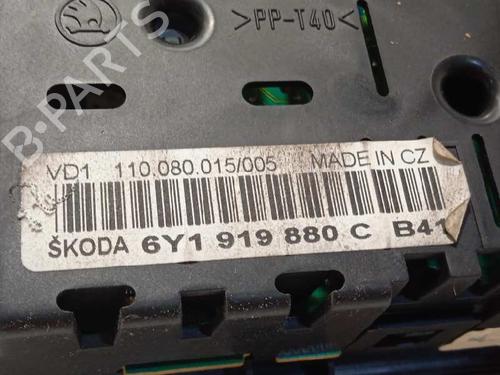 >PP-T40<
B-PARTS
VD1 110.080.015/005 MADE IN CZ
ŠKODA 6Y1 919 880 C B41